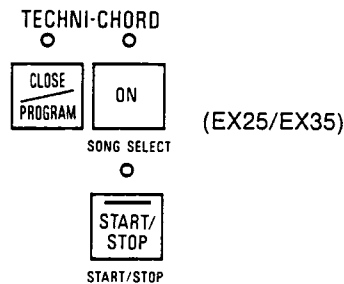 TECHNI-CHORD
CLOSE
PROGRAM
ON
(EX25/EX35)
SONG SELECT
START/
STOP
START/STOP